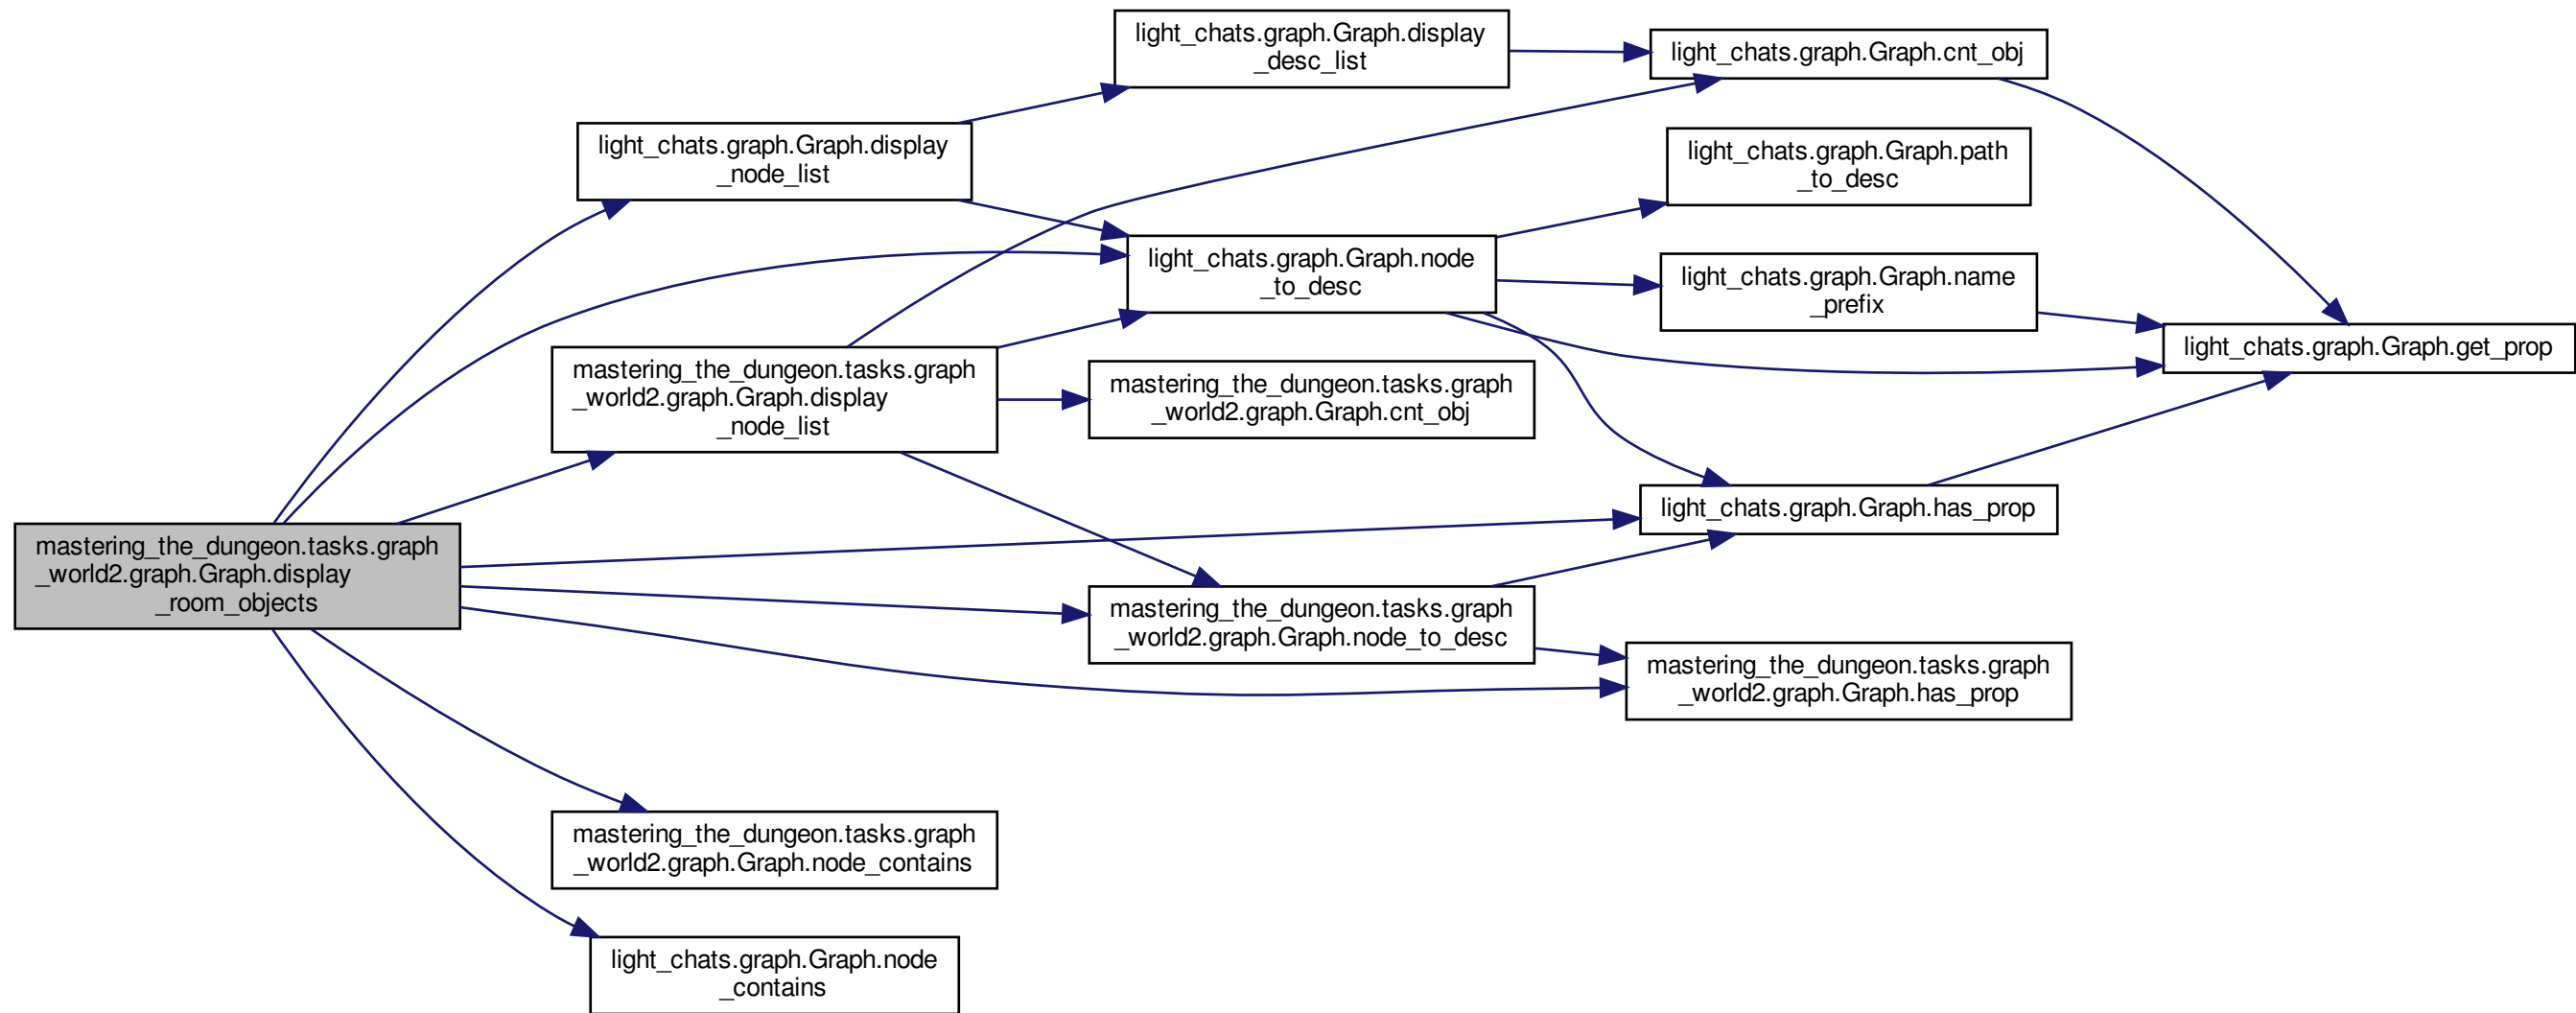 light_chats.graph.Graph.display
_desc_list
light_chats.graph.Graph.cnt_obj
light_chats.graph.Graph.display
_node_list
light_chats.graph.Graph.path
_to_desc
light_chats.graph.Graph.node
_to_desc
light_chats.graph.Graph.name
_prefix
light_chats.graph.Graph.get_prop
mastering_the_dungeon.tasks.graph
_world2.graph.Graph.display
_node_list
mastering_the_dungeon.tasks.graph
_world2.graph.Graph.cnt_obj
light_chats.graph.Graph.has_prop
mastering_the_dungeon.tasks.graph
_world2.graph.Graph.display
_room_objects
mastering_the_dungeon.tasks.graph
_world2.graph.Graph.node_to_desc
mastering_the_dungeon.tasks.graph
_world2.graph.Graph.has_prop
mastering_the_dungeon.tasks.graph
_world2.graph.Graph.node_contains
light_chats.graph.Graph.node
_contains